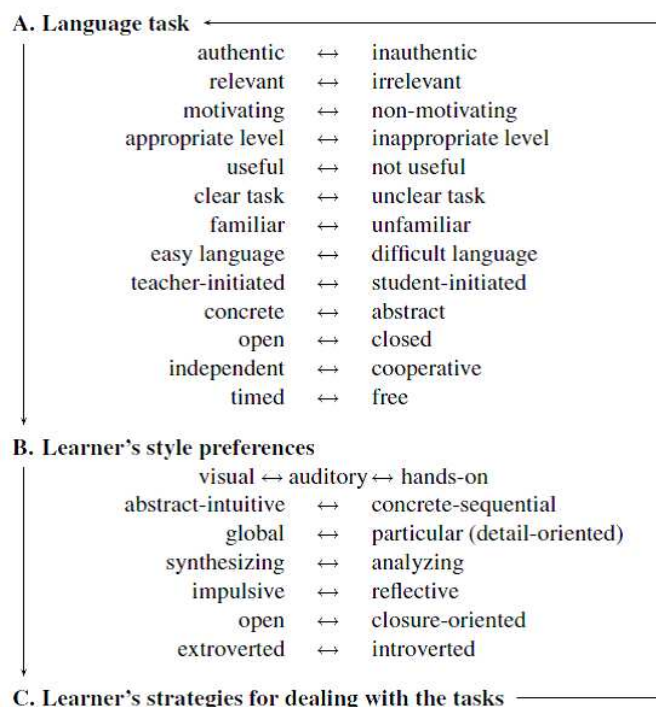 A. Language task
authentic ↔ inauthentic
relevant ↔ irrelevant
motivating ↔ non-motivating
appropriate level ↔ inappropriate level
useful ↔ not useful
clear task ↔ unclear task
familiar ↔ unfamiliar
easy language ↔ difficult language
teacher-initiated ↔ student-initiated
concrete ↔ abstract
open ↔ closed
independent ↔ cooperative
timed ↔ free
B. Learner's style preferences
visual ↔ auditory ↔ hands-on
abstract-intuitive ↔ concrete-sequential
global ↔ particular (detail-oriented)
synthesizing ↔ analyzing
impulsive ↔ reflective
open ↔ closure-oriented
extroverted ↔ introverted
C. Learner's strategies for dealing with the tasks